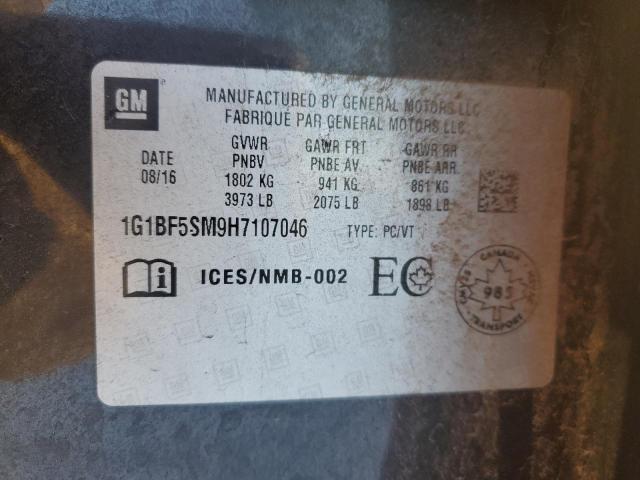 GM
MANUFACTURED BY GENERAL MOTORS LLC
FABRIQUÉ PAR GENERAL MOTORS LLC
DATE
08/16
GVWR
PNBV
1802 KG
3973 LB
GAWR FRT
PNBE AV.
941 KG
2075 LB
GAWR RR
PNBE ARR.
861 KG
1898 LB
1G1BF5SM9H7107046 TYPE: PC/VT
ICES/NMB-002
EC
CANADA
985
TRANSPORT